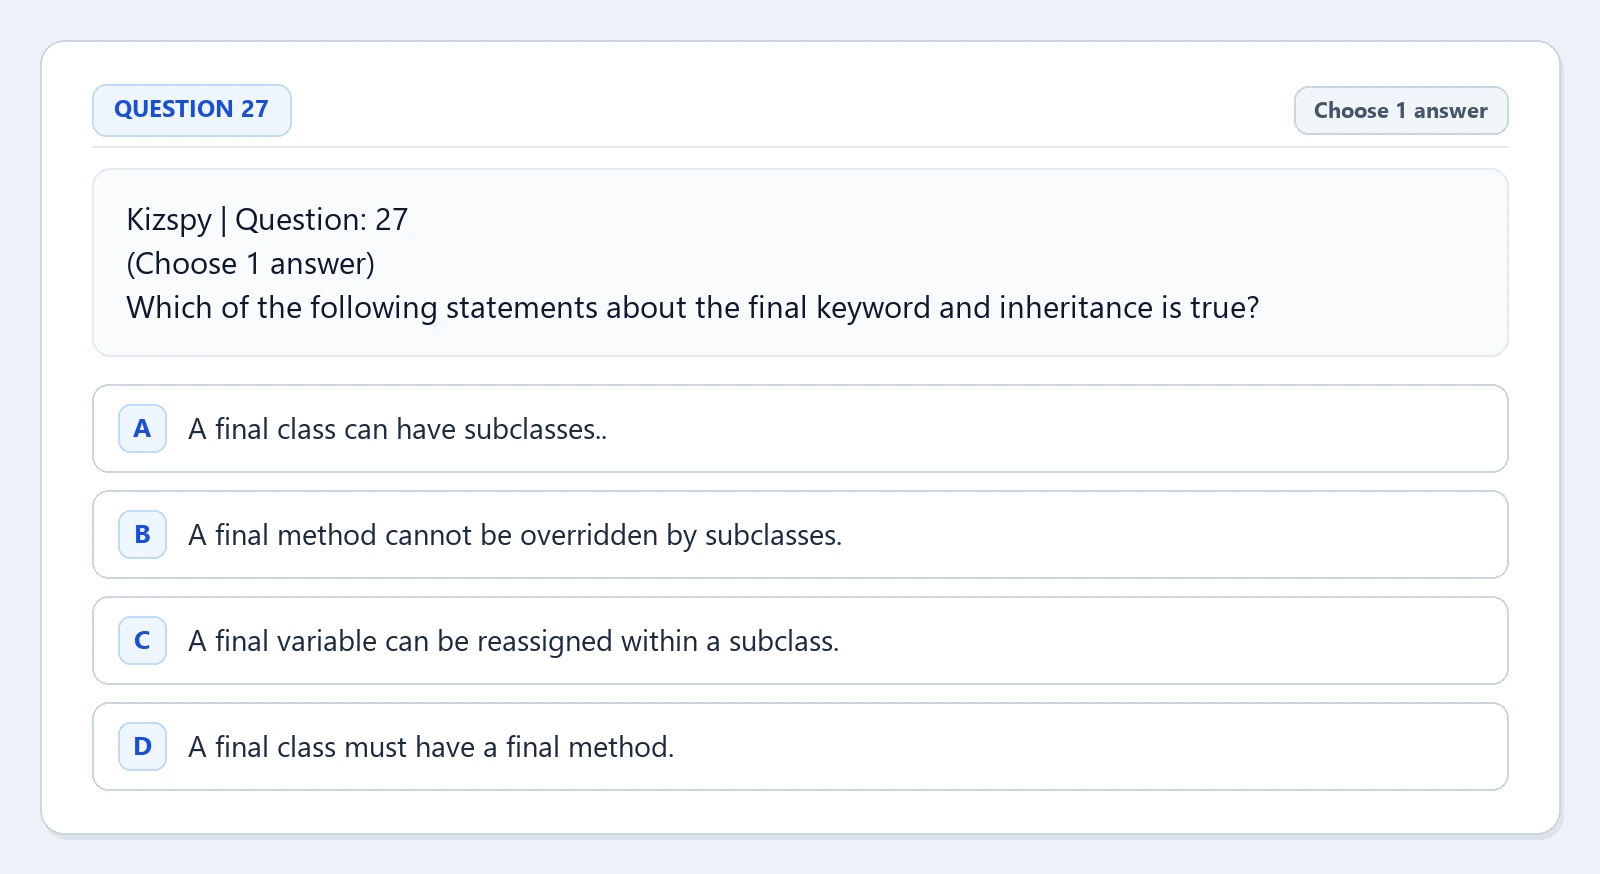 QUESTION 27
Choose 1 answer
Kizspy | Question: 27
(Choose 1 answer)
Which of the following statements about the final keyword and inheritance is true?
A A final class can have subclasses..
B A final method cannot be overridden by subclasses.
C A final variable can be reassigned within a subclass.
D A final class must have a final method.